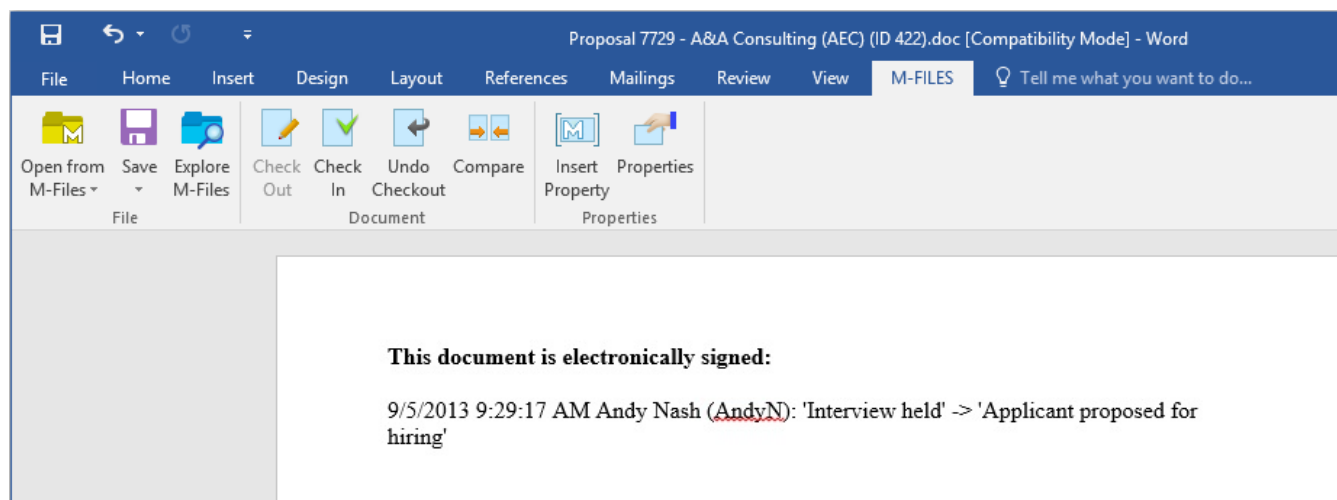 Proposal 7729 - A&A Consulting (AEC) (ID 422).doc [Compatibility Mode] - Word
File Home Insert Design Layout References Mailings Review View M-FILES Tell me what you want to do...
Open from M-Files
Save
Explore M-Files
Check Out
Check In
Undo Checkout
Compare
Insert Property
Properties
File
Document
Properties
This document is electronically signed:
9/5/2013 9:29:17 AM Andy Nash (AndyN): 'Interview held' -> 'Applicant proposed for
hiring'